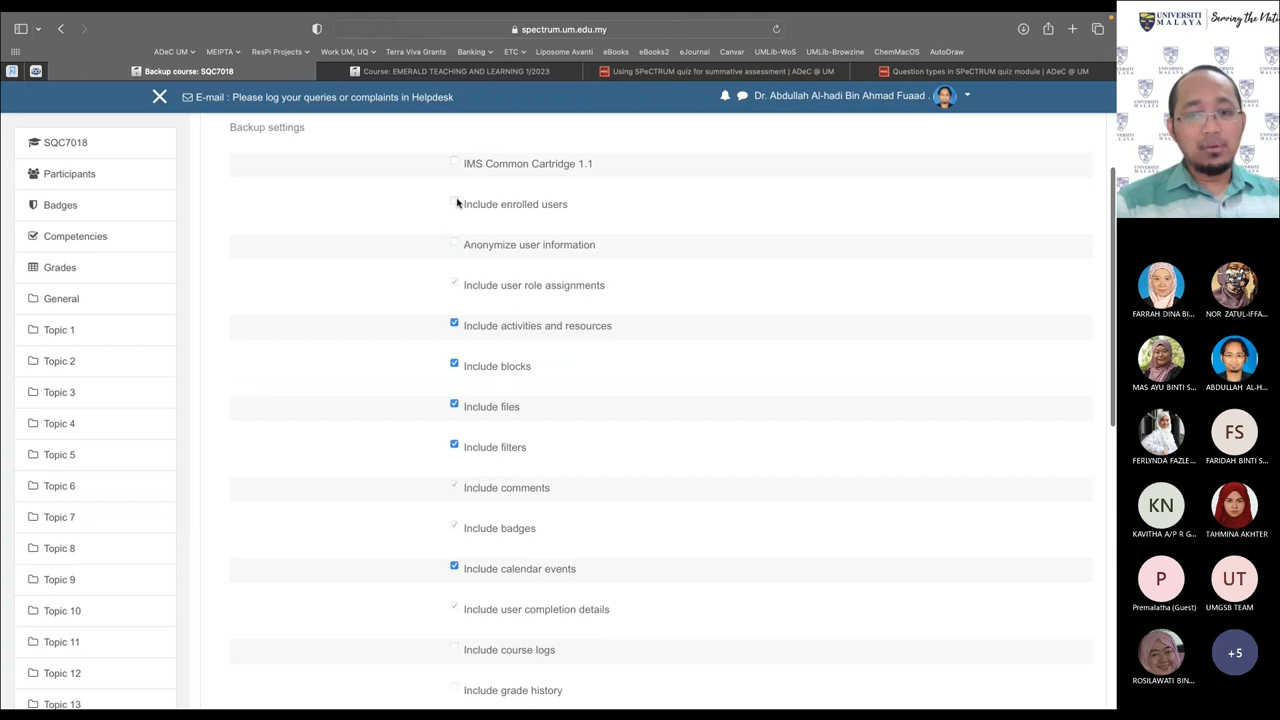 spectrum.um.edu.my
ADeC UM
MEIPTA
ResPi Projects
Work UM, UQ
Terra Viva Grants
Banking
ETC
Liposome Avanti
eBooks
eBooks2
eJournal
Canvar
UMLib-WoS
UMLib-Browzine
ChemMacOS
AutoDraw
Backup course: SQC7018
Course: EMERALD TEACHING AND LEARNING 1/2023
Using SPeCTRUM quiz for summative assessment | ADeC @ UM
Question types in SPeCTRUM quiz module | ADeC @ UM
E-mail : Please log your queries or complaints in Helpdesk
Dr. Abdullah Al-hadi Bin Ahmad Fuaad .
SQC7018
Participants
Badges
Competencies
Grades
General
Topic 1
Topic 2
Topic 3
Topic 4
Topic 5
Topic 6
Topic 7
Topic 8
Topic 9
Topic 10
Topic 11
Topic 12
Topic 13
Backup settings
IMS Common Cartridge 1.1
Include enrolled users
Anonymize user information
Include user role assignments
Include activities and resources
Include blocks
Include files
Include filters
Include comments
Include badges
Include calendar events
Include user completion details
Include course logs
Include grade history
UNIVERSITI
MALAYA
Serving the Nati
FARRAH DINA BI...
NOR ZATUL-IFFA...
MAS AYU BINTI S...
ABDULLAH AL-H...
FERLYNDA FAZLE...
FS
FARIDAH BINTI S...
KN
KAVITHA A/P R G...
TAHMINA AKHTER
P
Premalatha (Guest)
UT
UMGSB TEAM
ROSILAWATI BIN...
+5